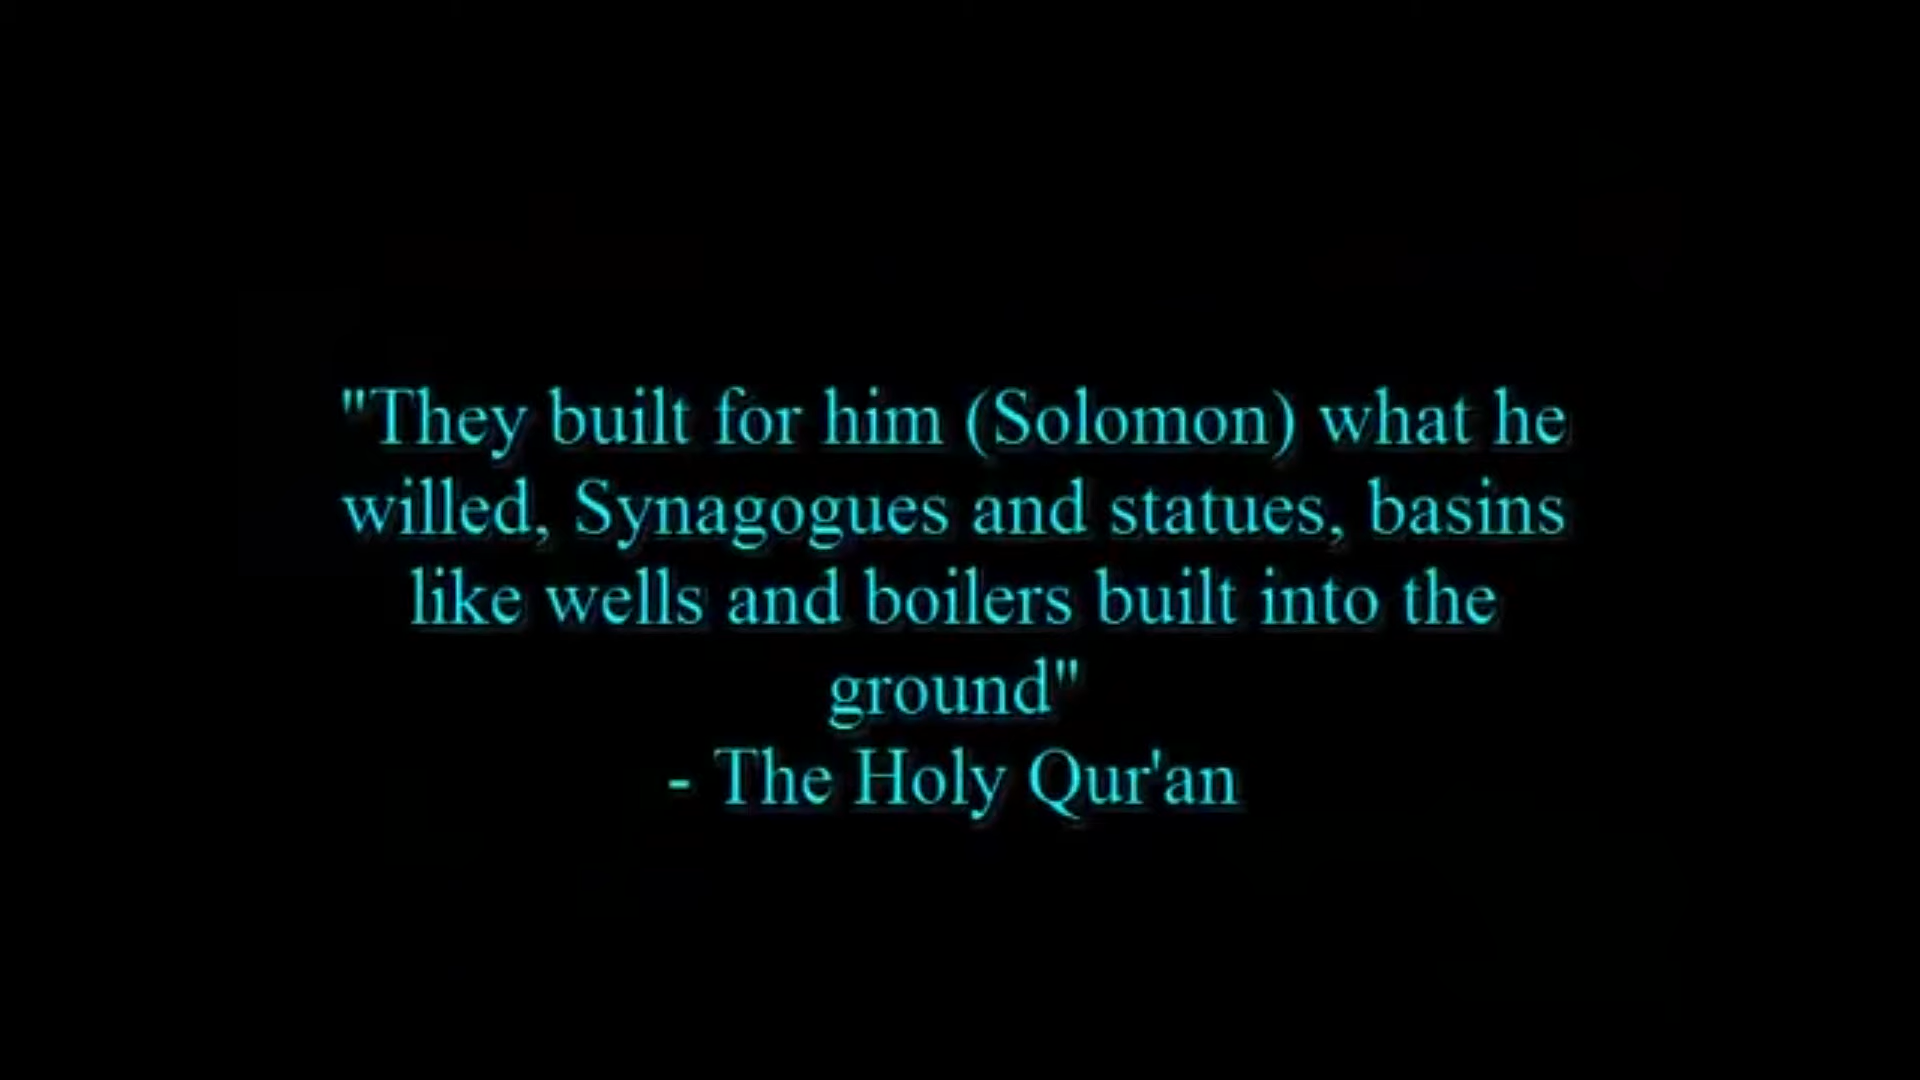 "They built for him (Solomon) what he
willed, Synagogues and statues, basins
like wells and boilers built into the
ground"
- The Holy Qur'an